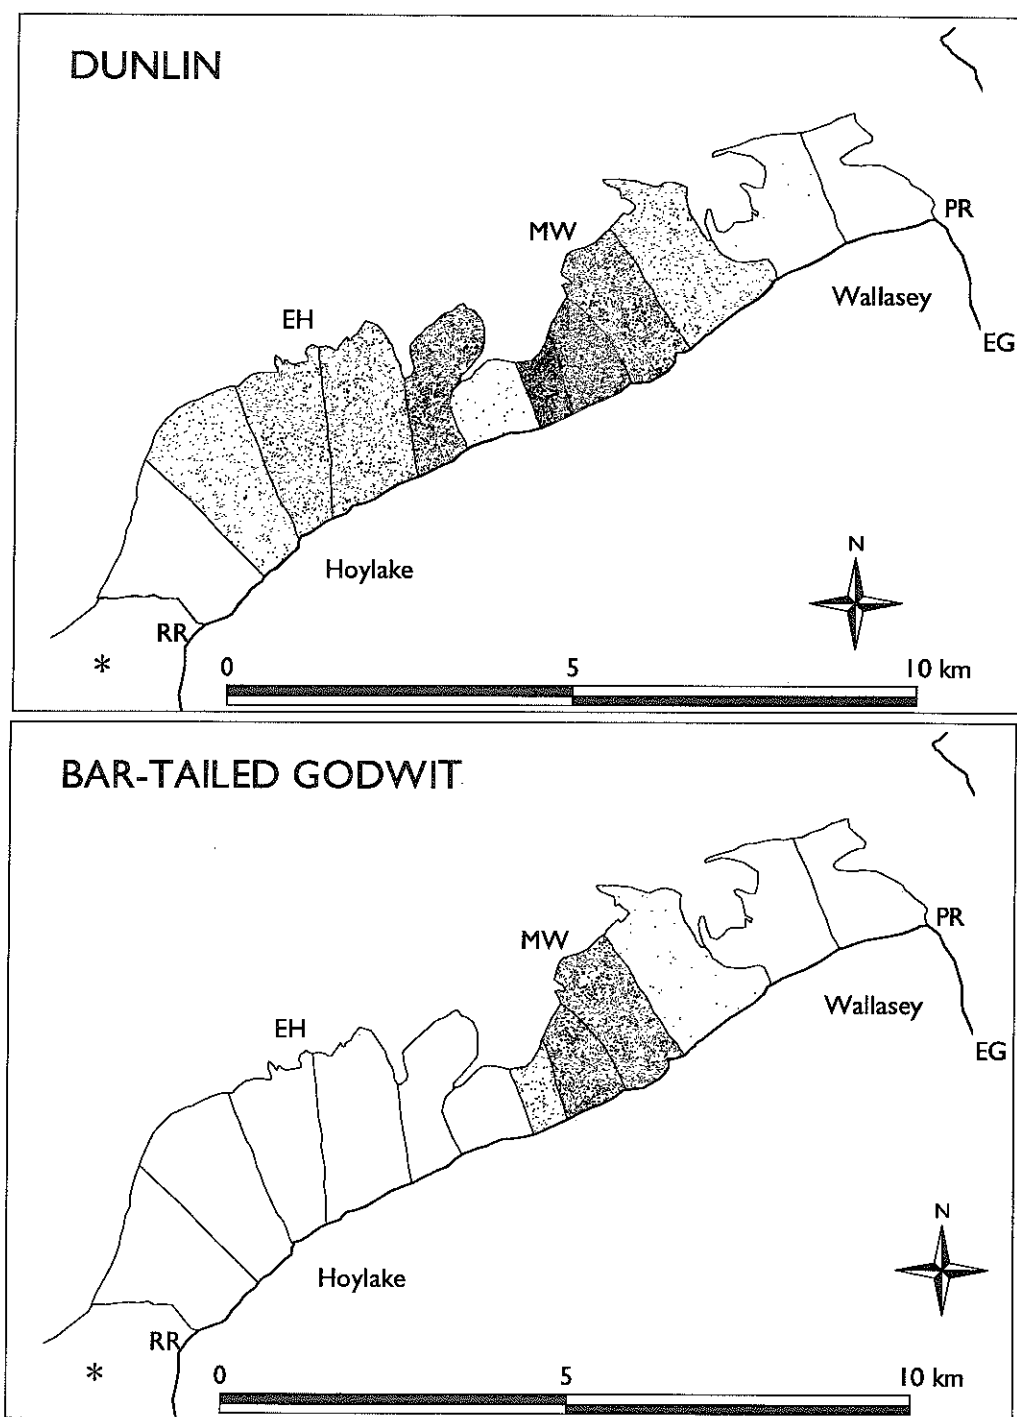 DUNLIN
PR
MW
Wallasey
EH
EG
N
Hoylake
RR
*
0 5 10 km
BAR-TAILED GODWIT
PR
MW
Wallasey
EH
EG
N
Hoylake
RR
*
0 5 10 km